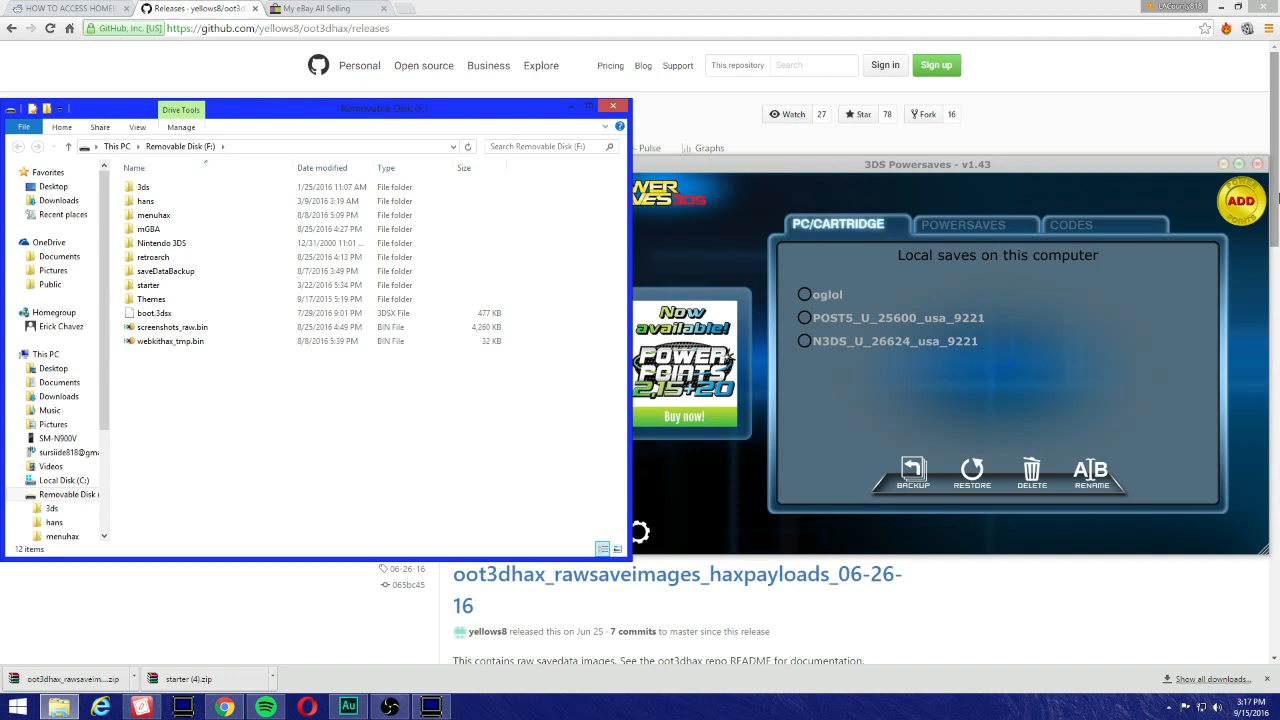 HOW TO ACCESS HOMEB
Releases - yellows8/oot3
My eBay All Selling
LACounty818
GitHub, Inc. [US]
https://github.com/yellows8/oot3dhax/releases
Personal
Open source
Business
Explore
Pricing
Blog
Support
This repository
Search
Sign in
Sign up
Watch
27
Star
78
Fork
16
Pulse
Graphs
Drive Tools
Removable Disk (F:)
File
Home
Share
View
Manage
This PC
Removable Disk (F:)
Search Removable Disk (F:)
Name
Date modified
Type
Size
3ds
1/25/2016 11:07 AM
File folder
hans
3/9/2016 3:19 AM
File folder
menuhax
8/8/2016 5:09 PM
File folder
mGBA
8/25/2016 4:27 PM
File folder
Nintendo 3DS
12/31/2000 11:01 ...
File folder
retroarch
8/25/2016 4:13 PM
File folder
saveDataBackup
8/7/2016 3:49 PM
File folder
starter
3/22/2016 5:34 PM
File folder
Themes
9/17/2015 5:19 PM
File folder
boot.3dsx
7/29/2016 9:01 PM
3DSX File
477 KB
screenshots_raw.bin
8/25/2016 4:49 PM
BIN File
4,260 KB
webkithax_tmp.bin
8/8/2016 5:39 PM
BIN File
32 KB
Favorites
Desktop
Downloads
Recent places
OneDrive
Documents
Pictures
Public
Homegroup
Erick Chavez
This PC
Desktop
Documents
Downloads
Music
Pictures
SM-N900V
sursiide818@gma
Videos
Local Disk (C:)
Removable Disk (
3ds
hans
menuhax
12 items
3DS Powersaves - v1.43
POWER
POINTS
ADD
PC/CARTRIDGE
POWERSAVES
CODES
Local saves on this computer
oglol
POST5_U_25600_usa_9221
N3DS_U_26624_usa_9221
BACKUP
RESTORE
DELETE
RENAME
Now
available!
POWER
POINTS
2,15+20
Buy now!
06-26-16
065bc45
oot3dhax_rawsaveimages_haxpayloads_06-26-
16
yellows8 released this on Jun 25 · 7 commits to master since this release
This contains raw savedata images. See the oot3dhax repo README for documentation.
oot3dhax_rawsaveim....zip
starter (4).zip
Show all downloads...
3:17 PM
9/15/2016